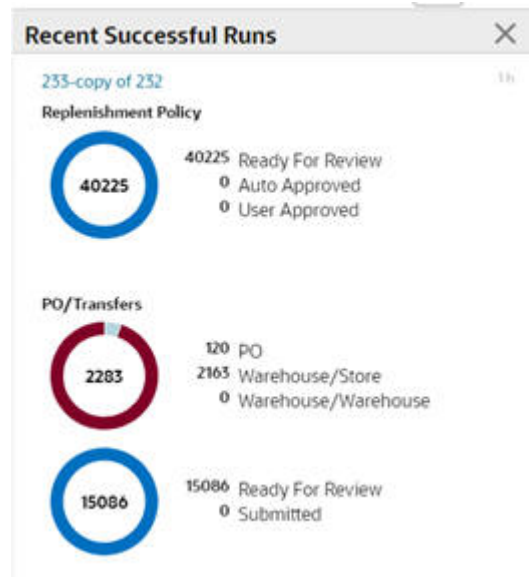 Recent Successful Runs
233-copy of 232
1h
Replenishment Policy
40225
40225 Ready For Review
0 Auto Approved
0 User Approved
PO/Transfers
2283
120 PO
2163 Warehouse/Store
0 Warehouse/Warehouse
15086
15086 Ready For Review
0 Submitted